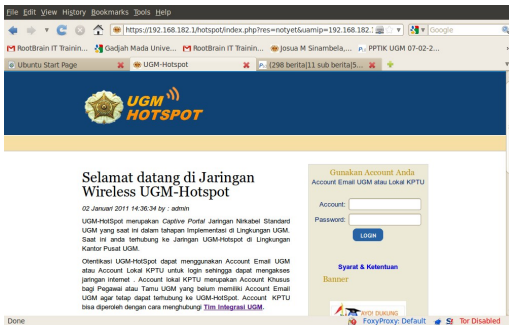 File Edit View History Bookmarks Tools Help
https://192.168.182.1/hotspot/index.php?res=notyet&uamip=192.168.182.
Google
RootBrain IT Trainin... Gadjah Mada Unive... RootBrain IT Trainin... Josua M Sinambela,... PPTIK UGM 07-02-2...
Ubuntu Start Page UGM-Hotspot (298 berita|11 sub berita|5...
UGM
HOTSPOT
Selamat datang di Jaringan
Wireless UGM-Hotspot
02 Januari 2011 14:36:34 by : admin
UGM-HotSpot merupakan Captive Portal Jaringan Nirkabel Standard
UGM yang saat ini dalam tahapan Implementasi di Lingkungan UGM.
Saat ini anda terhubung ke Jaringan UGM-Hotspot di Lingkungan
Kantor Pusat UGM.
Otentikasi UGM-HotSpot dapat menggunakan Account Email UGM
atau Account Lokal KPTU untuk login sehingga dapat mengakses
jaringan internet . Account lokal KPTU merupakan Account Khusus
bagi Pegawai atau Tamu UGM yang belum memiliki Account Email
UGM agar tetap dapat terhubung ke UGM-HotSpot. Account KPTU
bisa diperoleh dengan cara menghubungi Tim Integrasi UGM.
Gunakan Account Anda
Account Email UGM atau Lokal KPTU
Account:
Password:
LOGIN
Syarat & Ketentuan
Banner
AYO! DUKUNG
Done
FoxyProxy: Default Tor Disabled